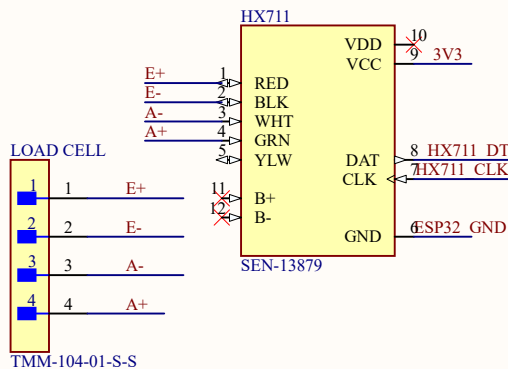 HX711
VDD 10
VCC 9 3V3
E+ 1 RED
E- 2 BLK
A- 3 WHT
A+ 4 GRN
5 YLW
DAT 8 HX711_DT
CLK 7 HX711_CLK
11 B+
12 B-
GND 6 ESP32_GND
SEN-13879
LOAD CELL
1 1 E+
2 2 E-
3 3 A-
4 4 A+
TMM-104-01-S-S